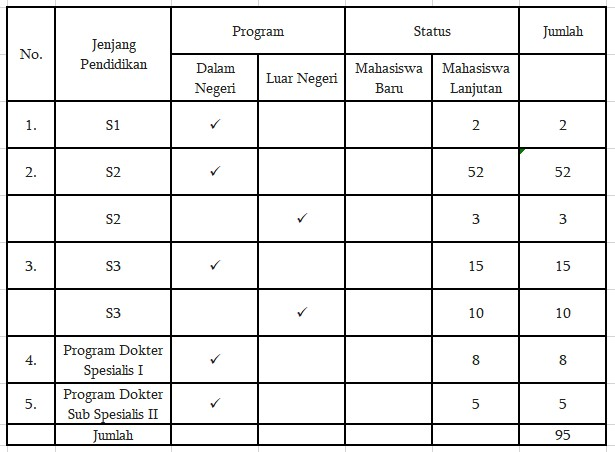 No. Jenjang Pendidikan Program Status Jumlah
Dalam Negeri Luar Negeri Mahasiswa Baru Mahasiswa Lanjutan
1. S1 ✓ 2 2
2. S2 ✓ 52 52
S2 ✓ 3 3
3. S3 ✓ 15 15
S3 ✓ 10 10
4. Program Dokter Spesialis I ✓ 8 8
5. Program Dokter Sub Spesialis II ✓ 5 5
Jumlah 95